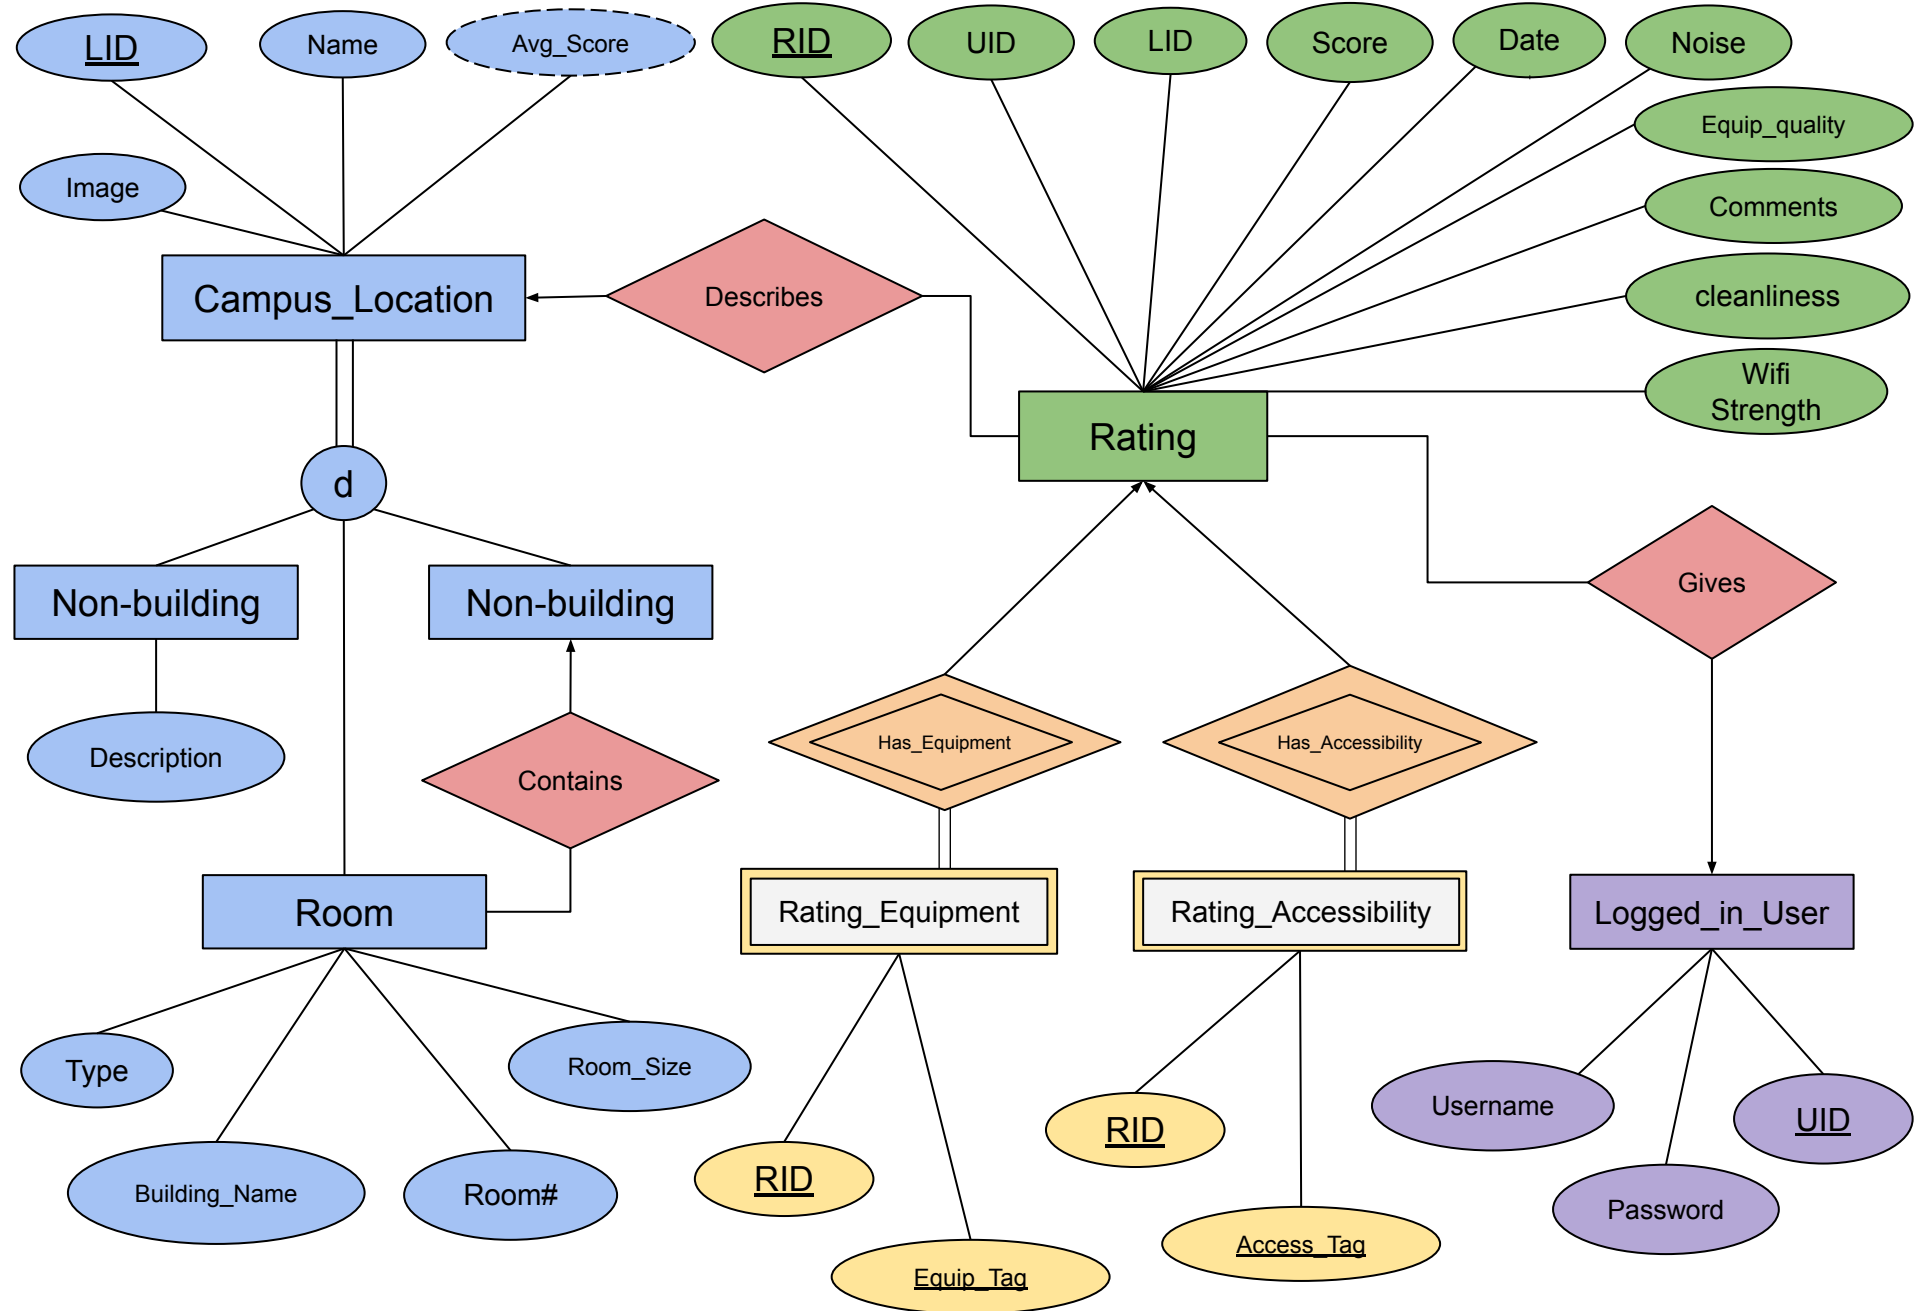 LID
Name
Avg_Score
RID
UID
LID
Score
Date
Noise
Equip_quality
Image
Comments
Campus_Location
Describes
cleanliness
Wifi
Strength
Rating
d
Non-building
Non-building
Gives
Description
Contains
Has_Equipment
Has_Accessibility
Room
Rating_Equipment
Rating_Accessibility
Logged_in_User
Type
Room_Size
Username
UID
RID
RID
Building_Name
Room#
Password
Equip_Tag
Access_Tag